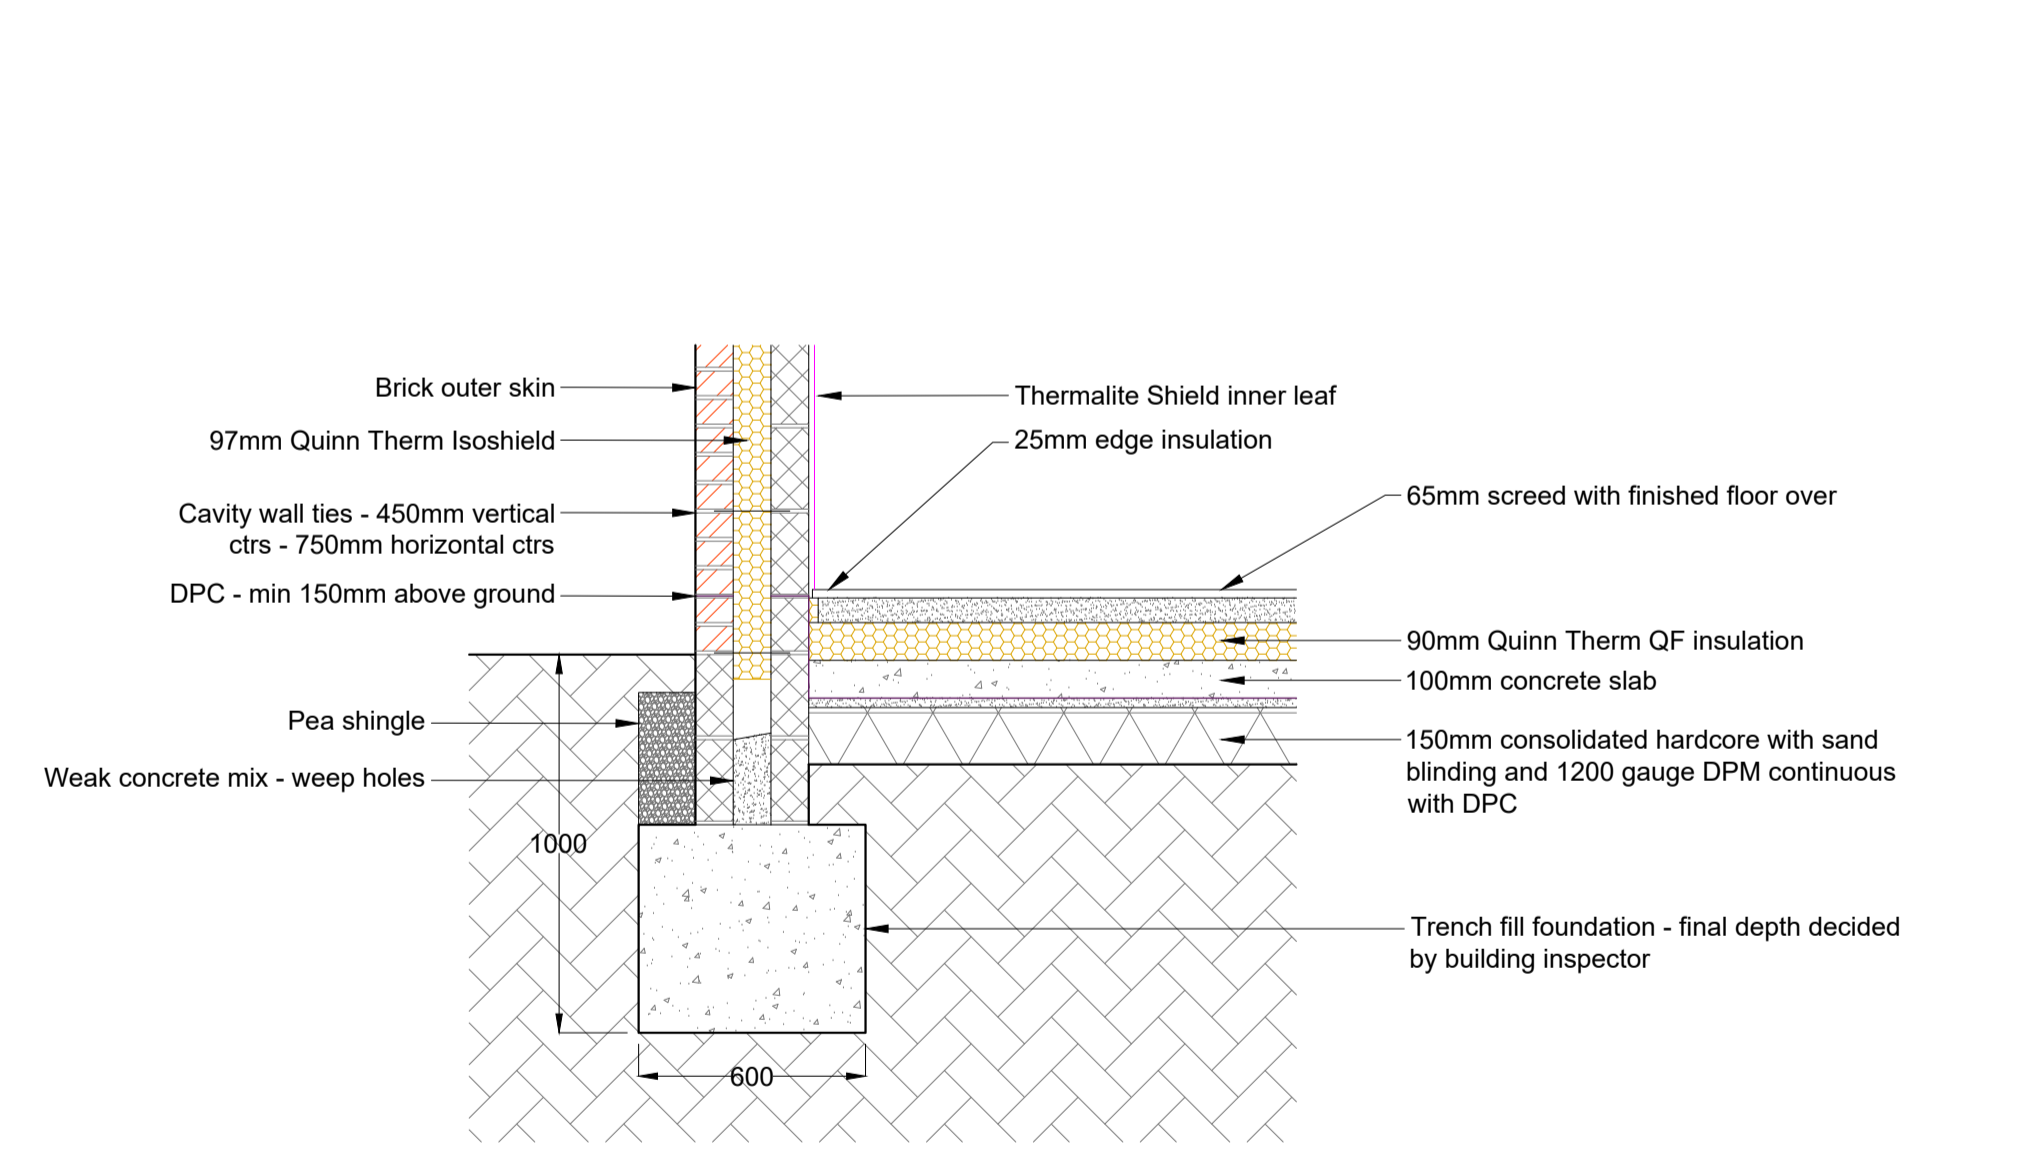 Brick outer skin
97mm Quinn Therm Isoshield
Cavity wall ties - 450mm vertical
ctrs - 750mm horizontal ctrs
DPC - min 150mm above ground
Pea shingle
Weak concrete mix - weep holes
1000
600
Thermalite Shield inner leaf
25mm edge insulation
65mm screed with finished floor over
90mm Quinn Therm QF insulation
100mm concrete slab
150mm consolidated hardcore with sand
blinding and 1200 gauge DPM continuous
with DPC
Trench fill foundation - final depth decided
by building inspector